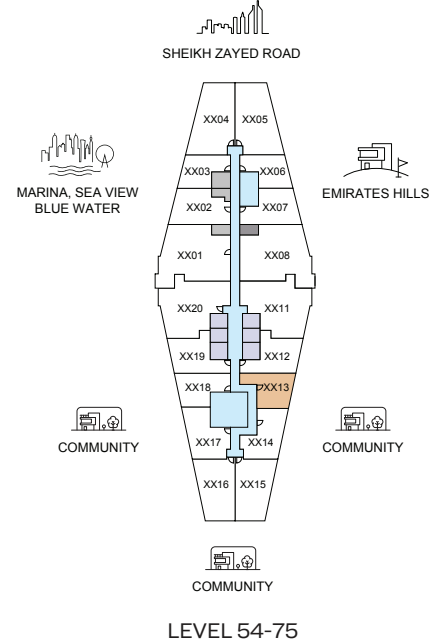 SHEIKH ZAYED ROAD
XX04 XX05
MARINA, SEA VIEW
BLUE WATER
EMIRATES HILLS
XX03 XX06
XX02 XX07
XX01 XX08
XX20 XX11
XX19 XX12
XX18 XX13
XX17 XX14
COMMUNITY
COMMUNITY
XX16 XX15
COMMUNITY
LEVEL 54-75